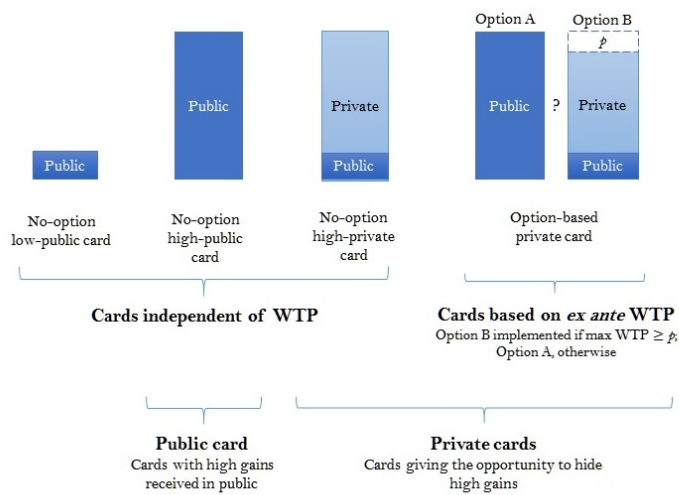 Option A
Option B
p
Public
Private
Public
?
Private
Public
Public
Public
Public
No-option
low-public card
No-option
high-public
card
No-option
high-private
card
Option-based
private card
Cards independent of WTP
Cards based on ex ante WTP
Option B implemented if max WTP ≥ p;
Option A, otherwise
Public card
Cards with high gains
received in public
Private cards
Cards giving the opportunity to hide
high gains